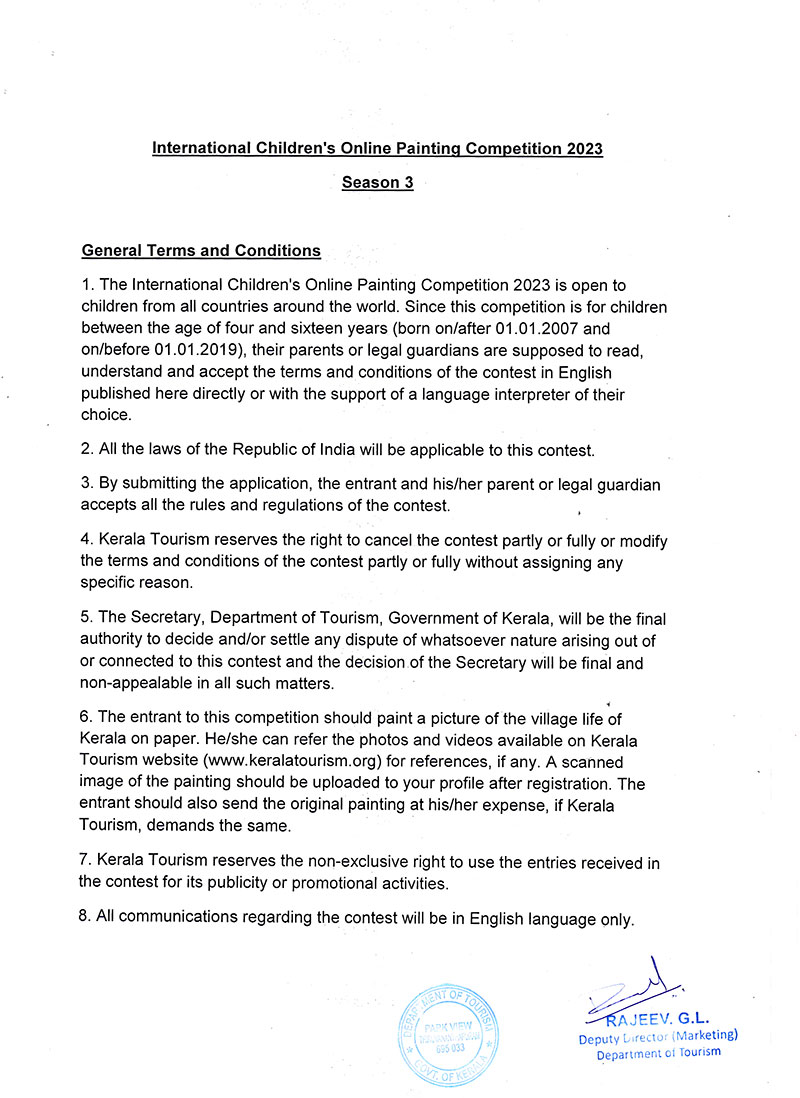 International Children's Online Painting Competition 2023
Season 3
General Terms and Conditions
1. The International Children's Online Painting Competition 2023 is open to
children from all countries around the world. Since this competition is for children
between the age of four and sixteen years (born on/after 01.01.2007 and
on/before 01.01.2019), their parents or legal guardians are supposed to read,
understand and accept the terms and conditions of the contest in English
published here directly or with the support of a language interpreter of their
choice.
2. All the laws of the Republic of India will be applicable to this contest.
3. By submitting the application, the entrant and his/her parent or legal guardian
accepts all the rules and regulations of the contest.
4. Kerala Tourism reserves the right to cancel the contest partly or fully or modify
the terms and conditions of the contest partly or fully without assigning any
specific reason.
5. The Secretary, Department of Tourism, Government of Kerala, will be the final
authority to decide and/or settle any dispute of whatsoever nature arising out of
or connected to this contest and the decision of the Secretary will be final and
non-appealable in all such matters.
6. The entrant to this competition should paint a picture of the village life of
Kerala on paper. He/she can refer the photos and videos available on Kerala
Tourism website (www.keralatourism.org) for references, if any. A scanned
image of the painting should be uploaded to your profile after registration. The
entrant should also send the original painting at his/her expense, if Kerala
Tourism, demands the same.
7. Kerala Tourism reserves the non-exclusive right to use the entries received in
the contest for its publicity or promotional activities.
8. All communications regarding the contest will be in English language only.
DEPARTMENT OF TOURISM
PARK VIEW
695 033
GOVT. OF KERALA
RAJEEV. G.L.
Deputy Director (Marketing)
Department of Tourism